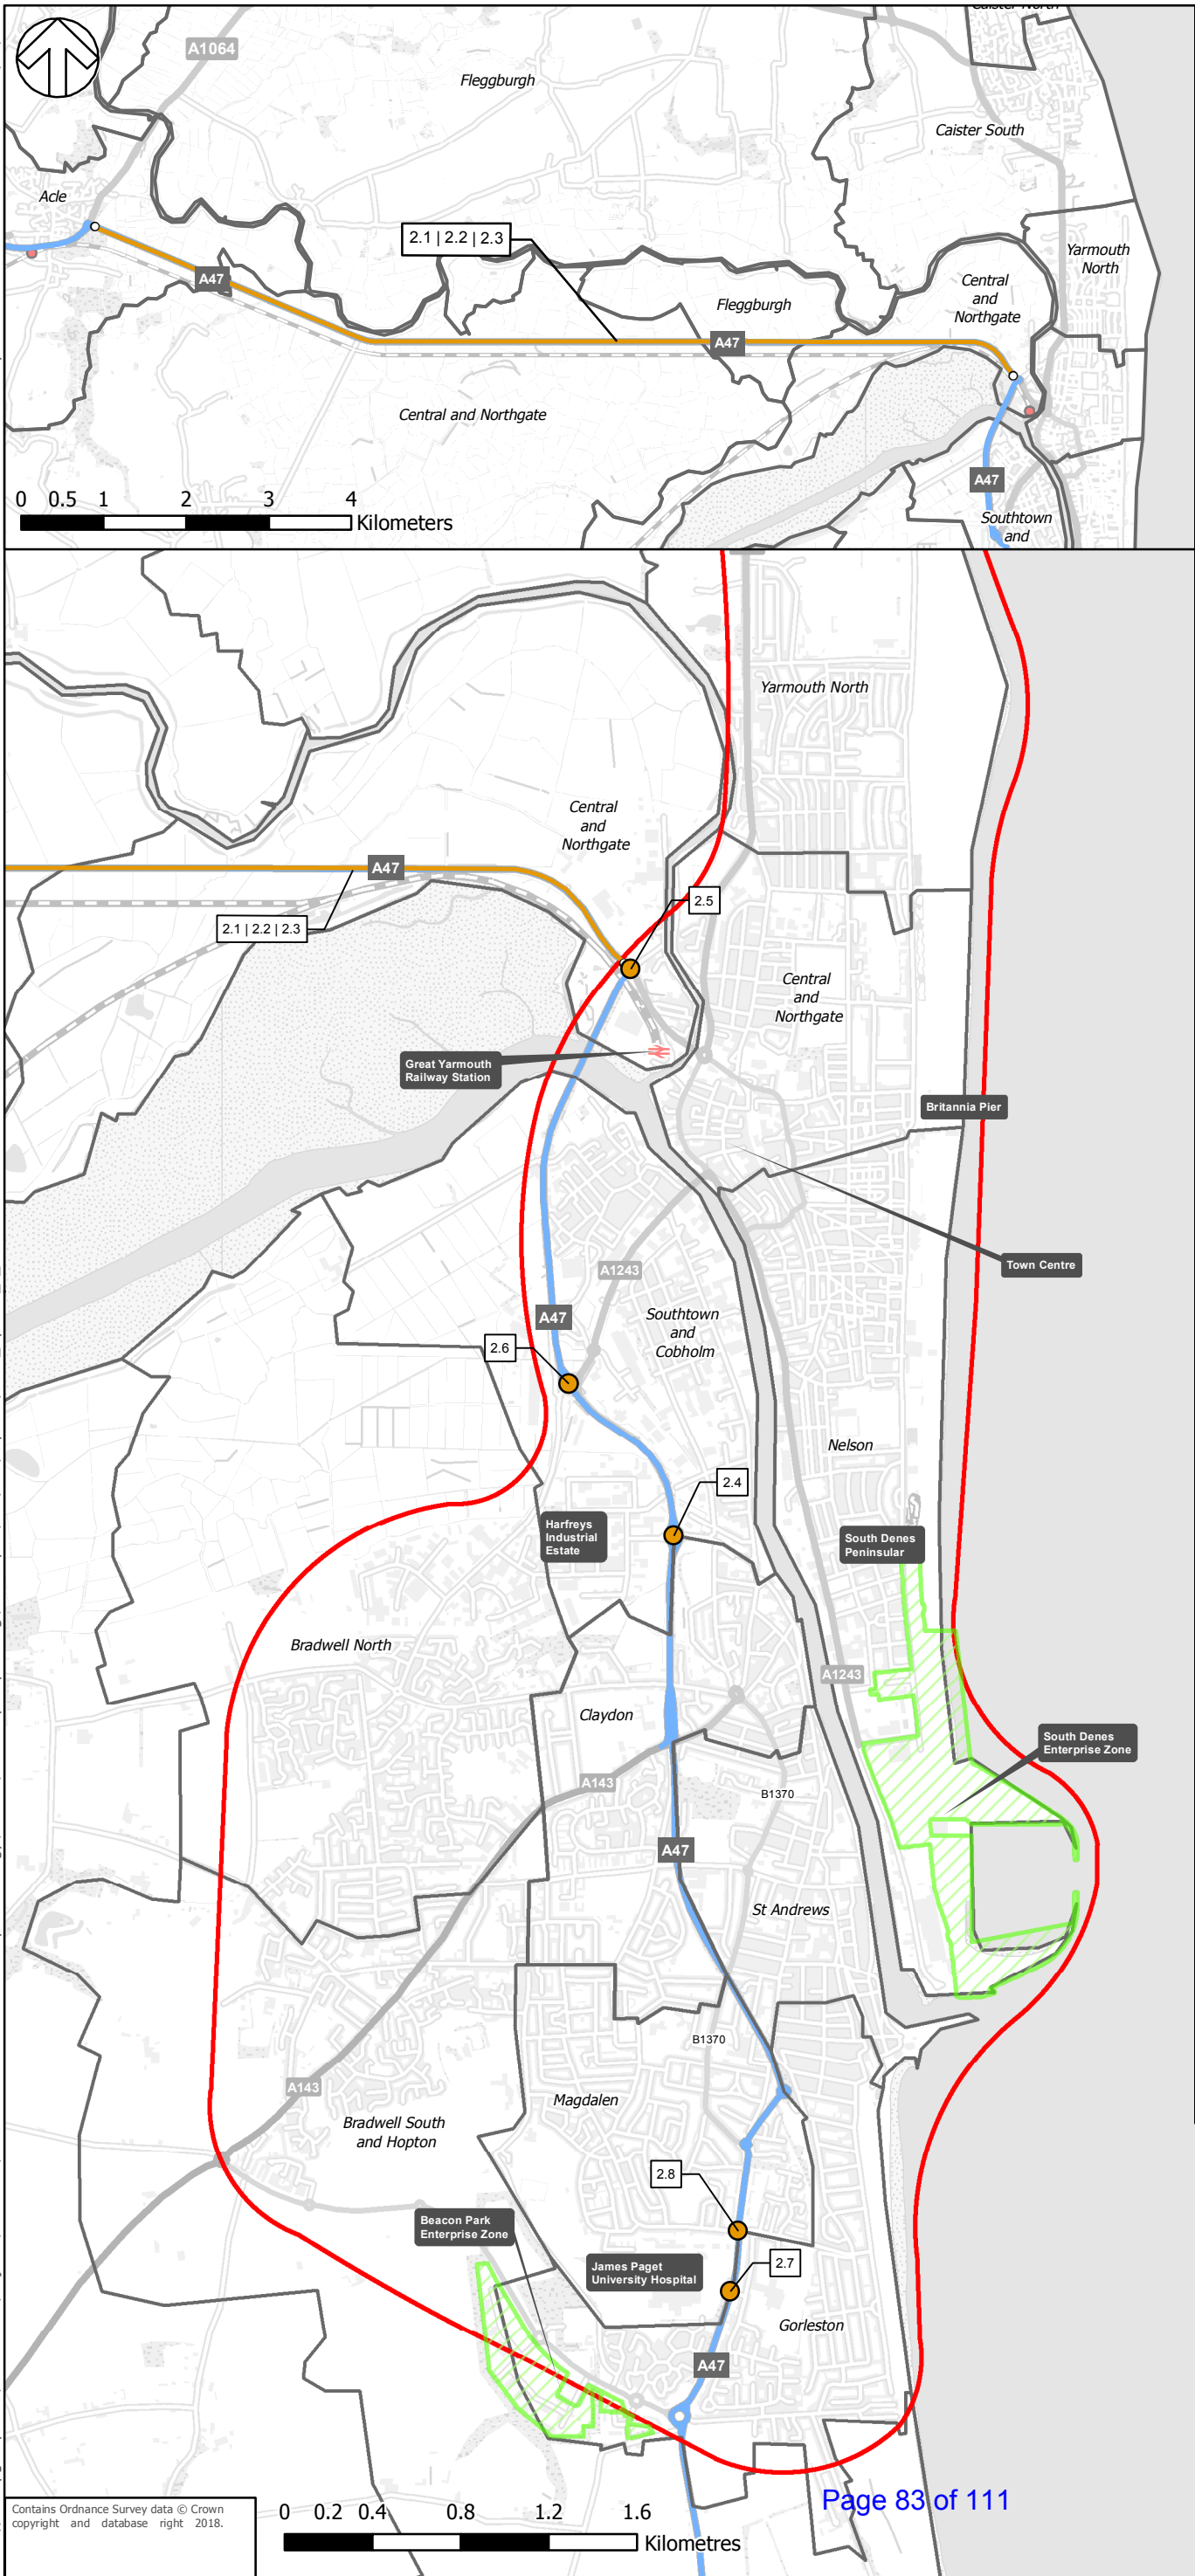 Caister North
A1064
Fleggburgh
Caister South
Acle
2.1 | 2.2 | 2.3
Yarmouth
North
A47
Central
and
Northgate
Fleggburgh
A47
Central and Northgate
A47
0 0.5 1 2 3 4
Kilometers
Southtown
and
Yarmouth North
Central
and
Northgate
A47
2.5
2.1 | 2.2 | 2.3
Central
and
Northgate
Great Yarmouth
Railway Station
Britannia Pier
Town Centre
A1243
A47
Southtown
and
Cobholm
2.6
Nelson
2.4
Harfreys
Industrial
Estate
South Denes
Peninsular
Bradwell North
A1243
Claydon
South Denes
Enterprise Zone
A143
B1370
A47
St Andrews
B1370
A143
Magdalen
Bradwell South
and Hopton
2.8
Beacon Park
Enterprise Zone
James Paget
University Hospital
2.7
Gorleston
A47
Page 83 of 111
Contains Ordnance Survey data © Crown
copyright and database right 2018.
0 0.2 0.4 0.8 1.2 1.6
Kilometres